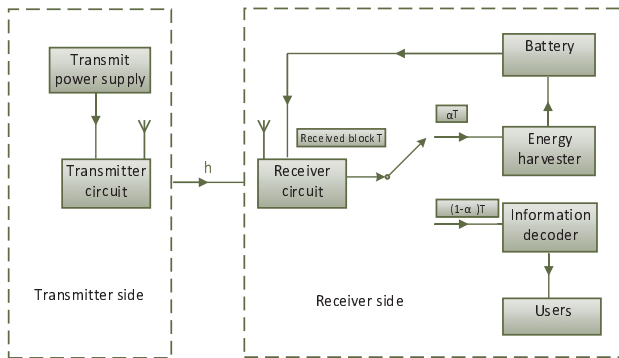 Transmit
power supply
Transmitter
circuit
Transmitter side
h
Battery
Received block T
αT
Receiver
circuit
Energy
harvester
(1-α )T
Information
decoder
Users
Receiver side